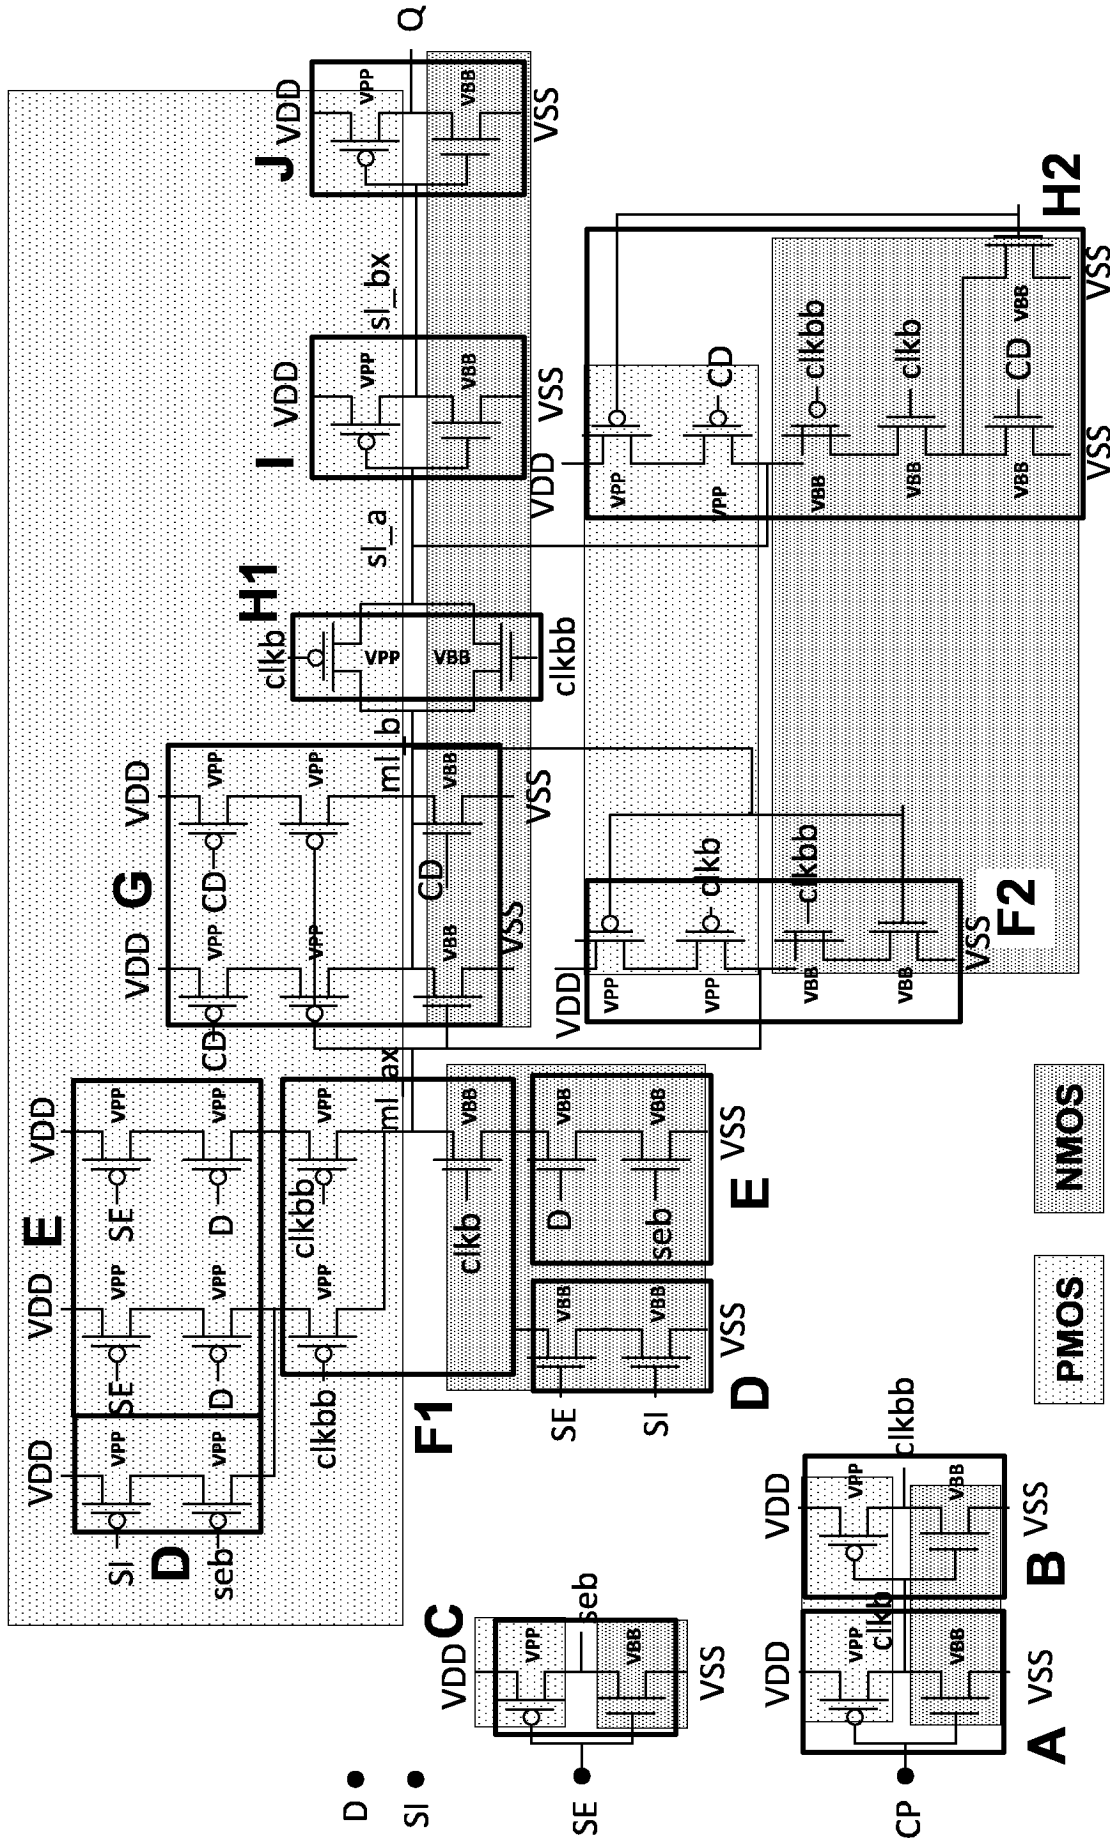 VDD
VDD
E
VDD
SI
VPP
SE
VPP
SE
VPP
G
VDD
VDD
D
seb
VPP
D
VPP
D
VPP
CD
VPP
CD
VPP
H1
clkb
I
VDD
J
VDD
clkbb
VPP
clkbb
VPP
VPP
VPP
D
VPP
sl_a
VPP
sl_bx
VPP
ml_ax
ml_b
SI
Q
F1
C
VDD
clkb
VBB
VBB
CD
VBB
VBB
VBB
VBB
VSS
VSS
VSS
VSS
VPP
SE
VBB
D
VBB
clkbb
VDD
VDD
SE
seb
VBB
SI
VBB
seb
VBB
VPP
VPP
VSS
VSS
VSS
D
E
VPP
clkb
VPP
CD
VDD
VDD
VBB
clkbb
VBB
clkbb
VPP
clkb
VPP
CP
clkbb
VBB
VBB
clkb
VBB
VBB
VSS
F2
VBB
CD
VBB
VSS
VSS
A
B
PMOS
NMOS
H2
VSS
VSS